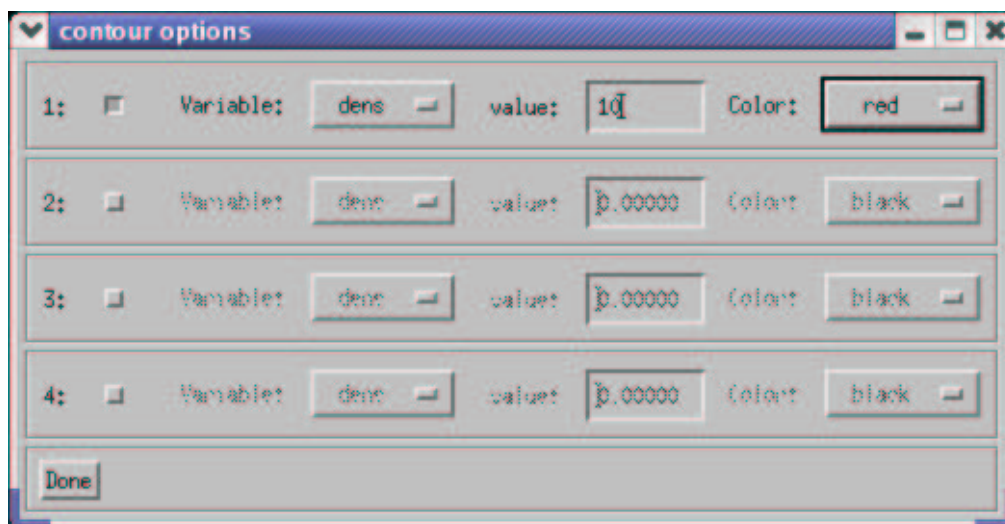 contour options
1: Variable: dens value: 10 Color: red
2: Variable: dens value: 0.00000 Color: black
3: Variable: dens value: 0.00000 Color: black
4: Variable: dens value: 0.00000 Color: black
Done